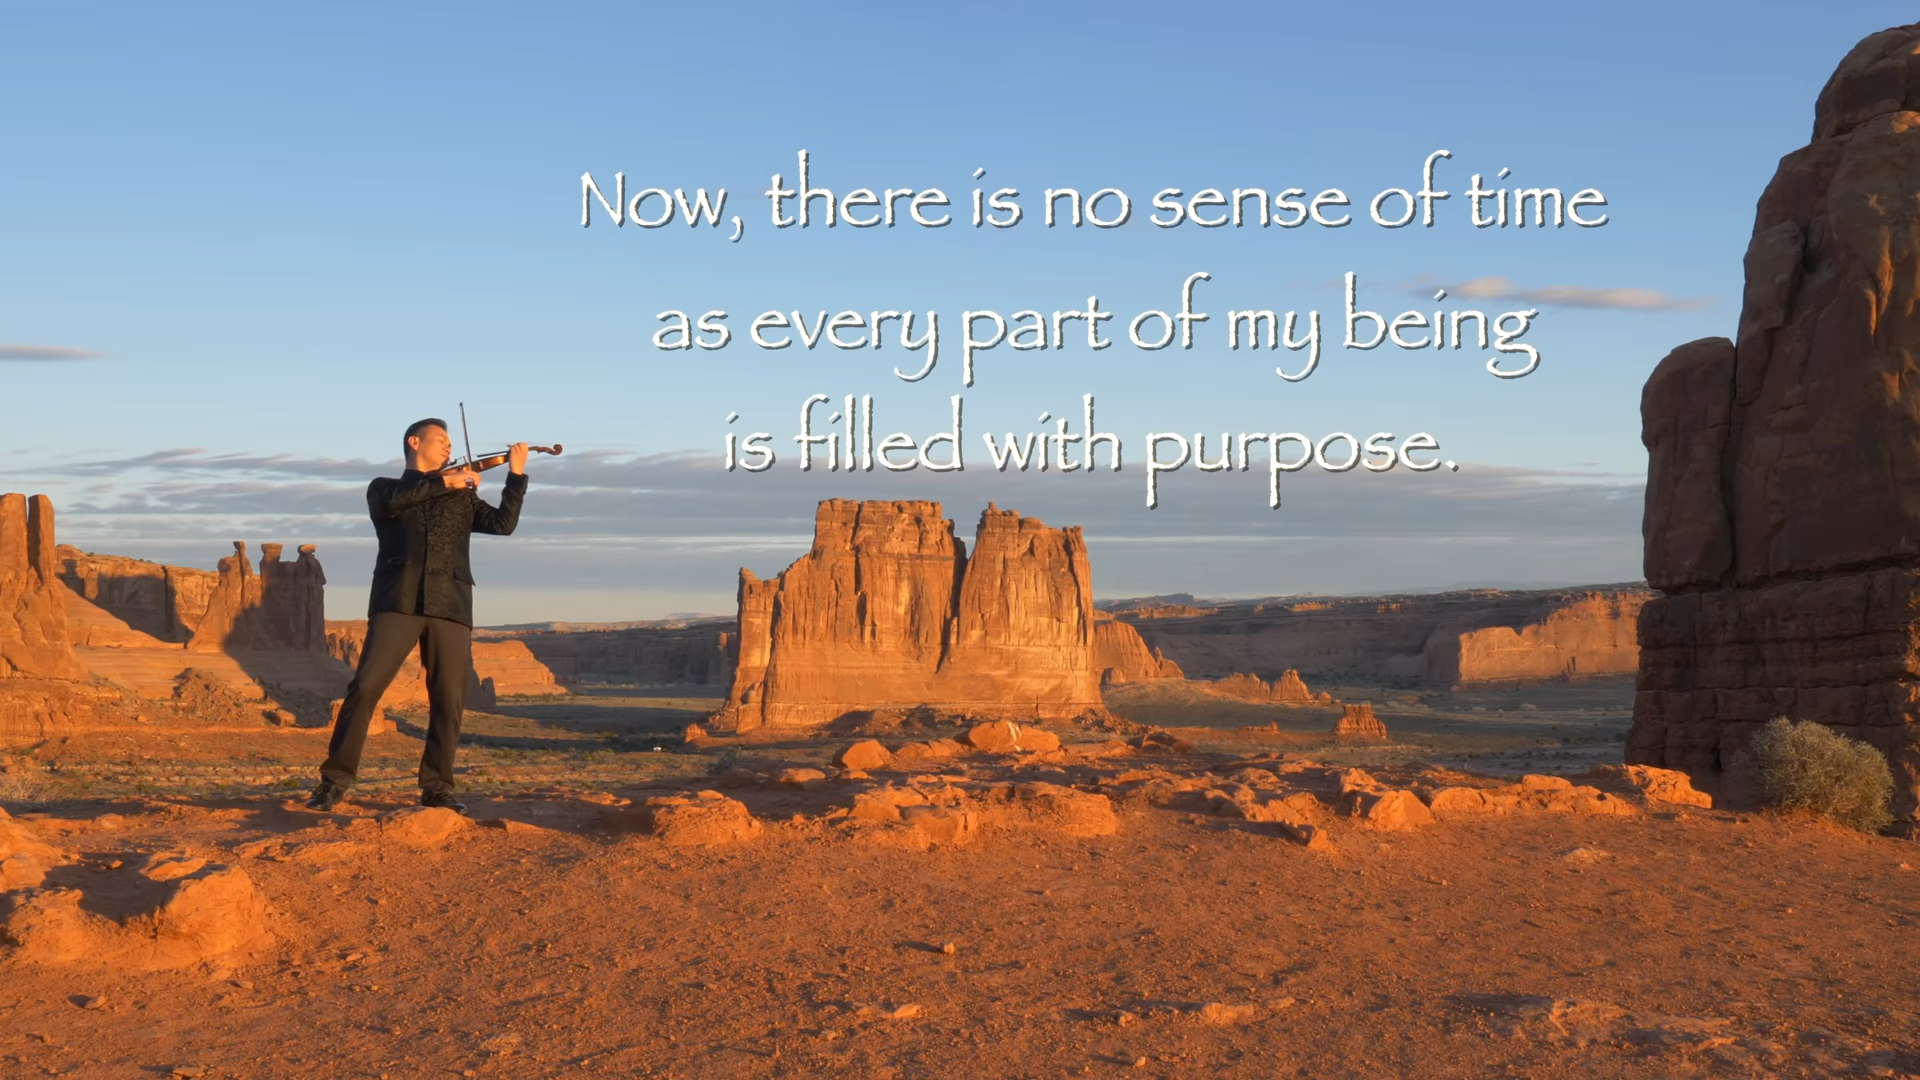 Now, there is no sense of time
as every part of my being
is filled with purpose.